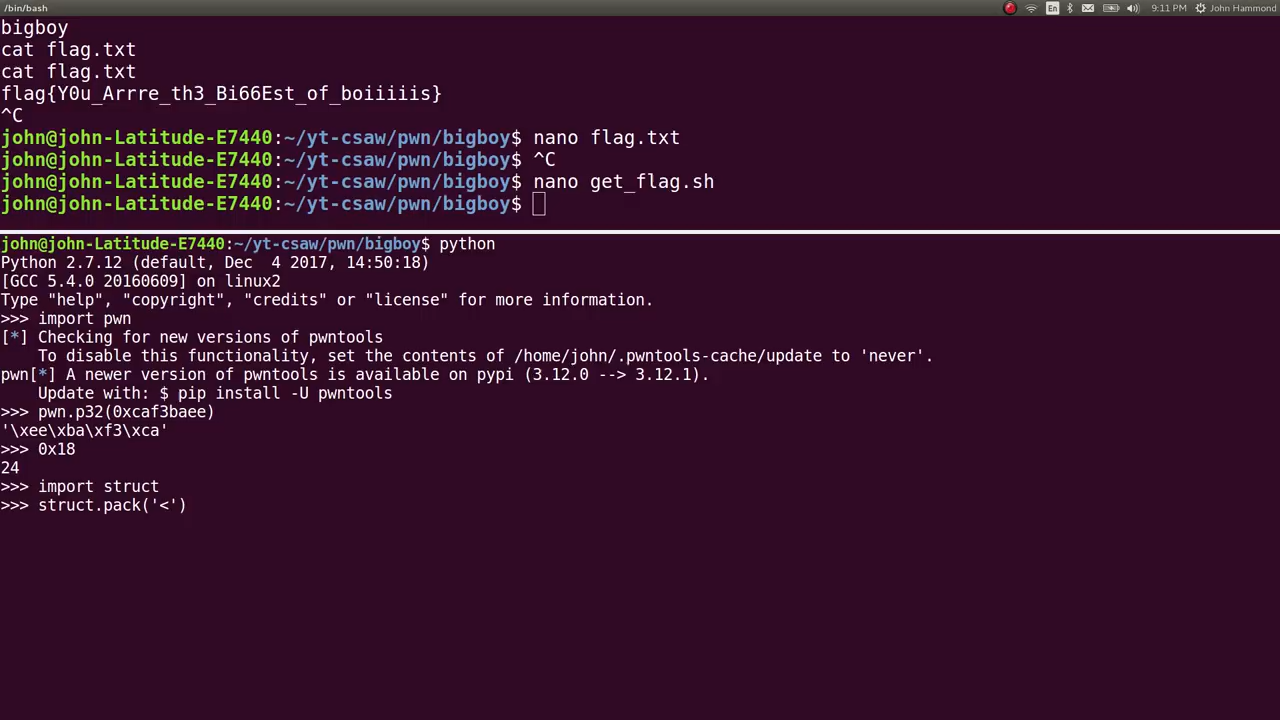 /bin/bash
En
9:11 PM
John Hammond
bigboy
cat flag.txt
cat flag.txt
flag{Y0u_Arrre_th3_Bi66Est_of_boiiiiis}
^C
john@john-Latitude-E7440:~/yt-csaw/pwn/bigboy$ nano flag.txt
john@john-Latitude-E7440:~/yt-csaw/pwn/bigboy$ ^C
john@john-Latitude-E7440:~/yt-csaw/pwn/bigboy$ nano get_flag.sh
john@john-Latitude-E7440:~/yt-csaw/pwn/bigboy$
john@john-Latitude-E7440:~/yt-csaw/pwn/bigboy$ python
Python 2.7.12 (default, Dec  4 2017, 14:50:18)
[GCC 5.4.0 20160609] on linux2
Type "help", "copyright", "credits" or "license" for more information.
>>> import pwn
[*] Checking for new versions of pwntools
    To disable this functionality, set the contents of /home/john/.pwntools-cache/update to 'never'.
pwn[*] A newer version of pwntools is available on pypi (3.12.0 --> 3.12.1).
    Update with: $ pip install -U pwntools
>>> pwn.p32(0xcaf3baee)
'\xee\xba\xf3\xca'
>>> 0x18
24
>>> import struct
>>> struct.pack('<')